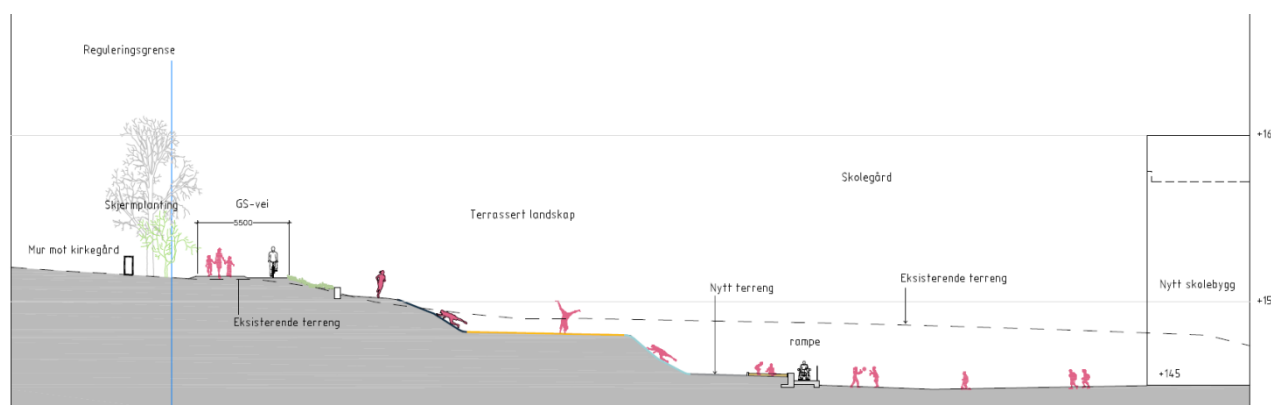 Reguleringsgrense
+16
Skolegård
Skjermplanting
GS-vei
5500
Terrassert landskap
Mur mot kirkegård
Nytt terreng
Eksisterende terreng
Nytt skolebygg
+15
Eksisterende terreng
rampe
+145